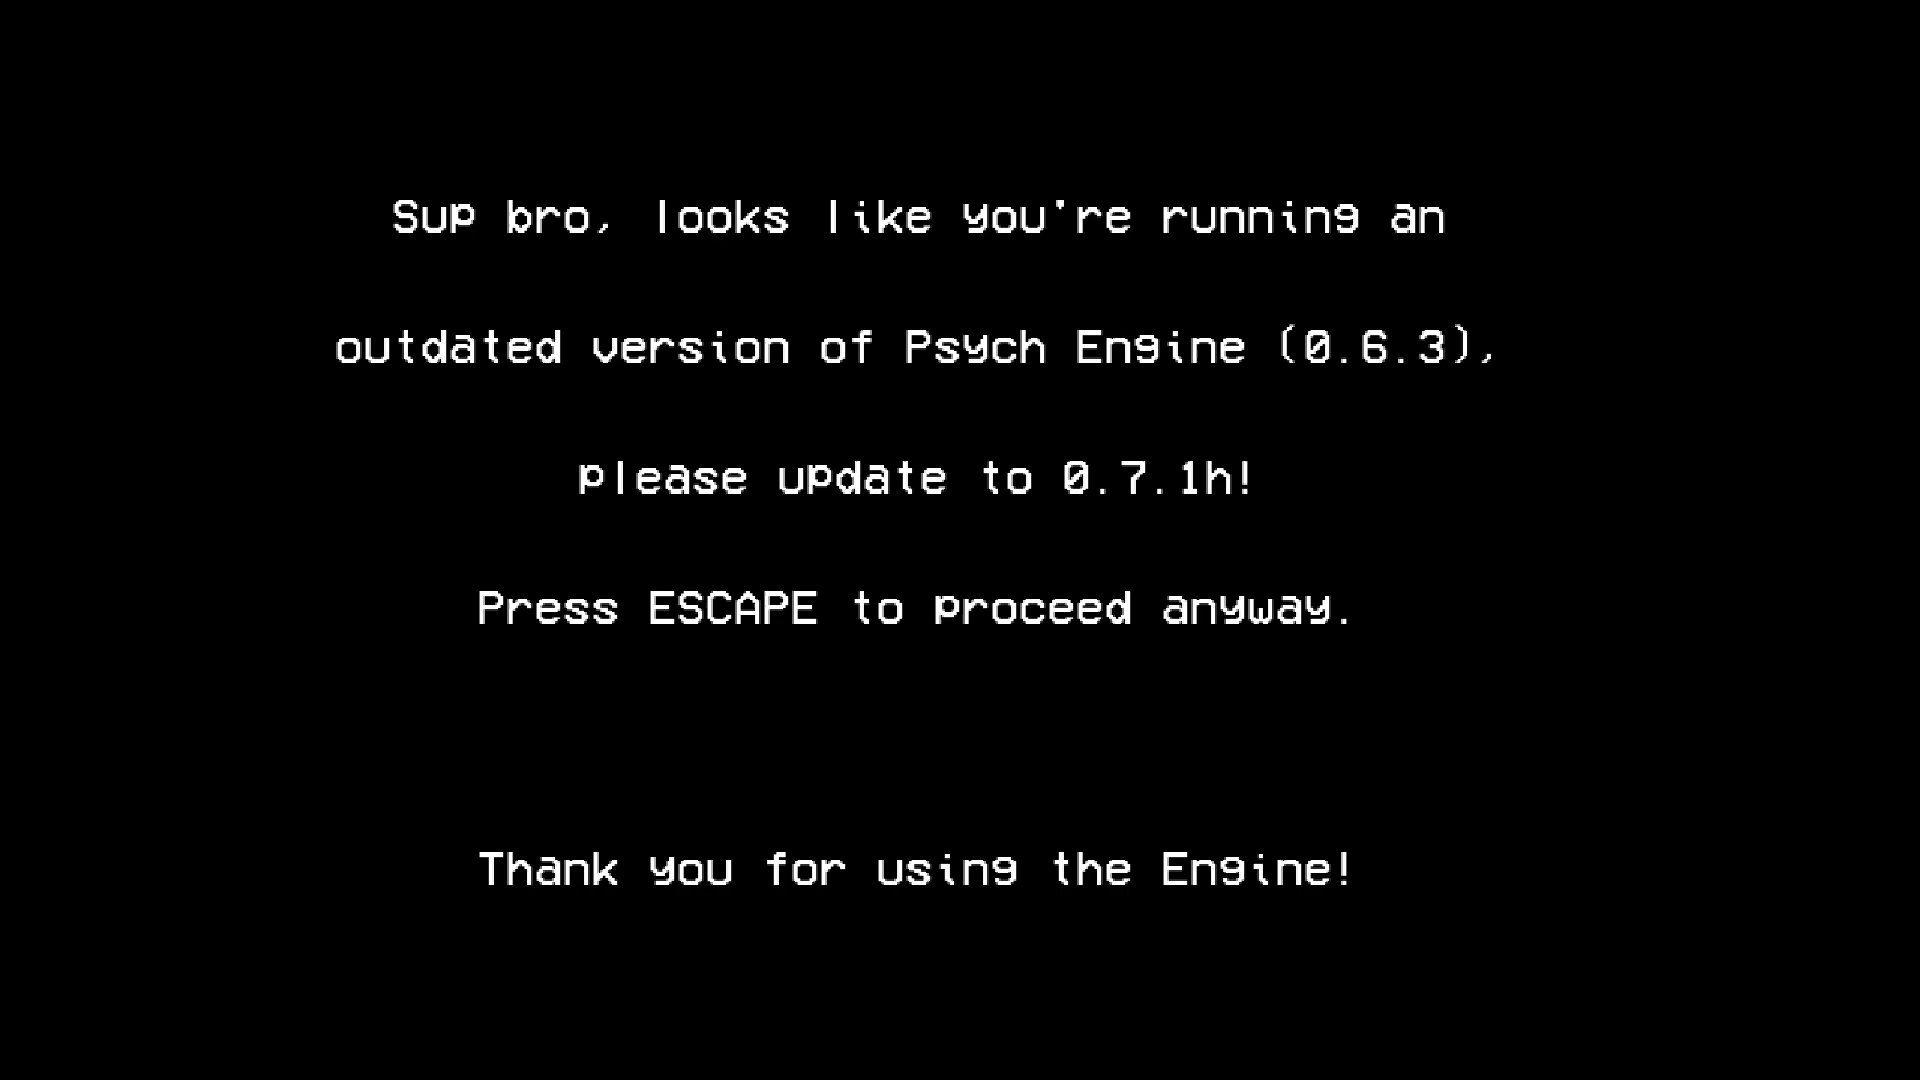 Sup bro, looks like you're running an
outdated version of Psych Engine (0.6.3),
please update to 0.7.1h!
Press ESCAPE to proceed anyway.
Thank you for using the Engine!